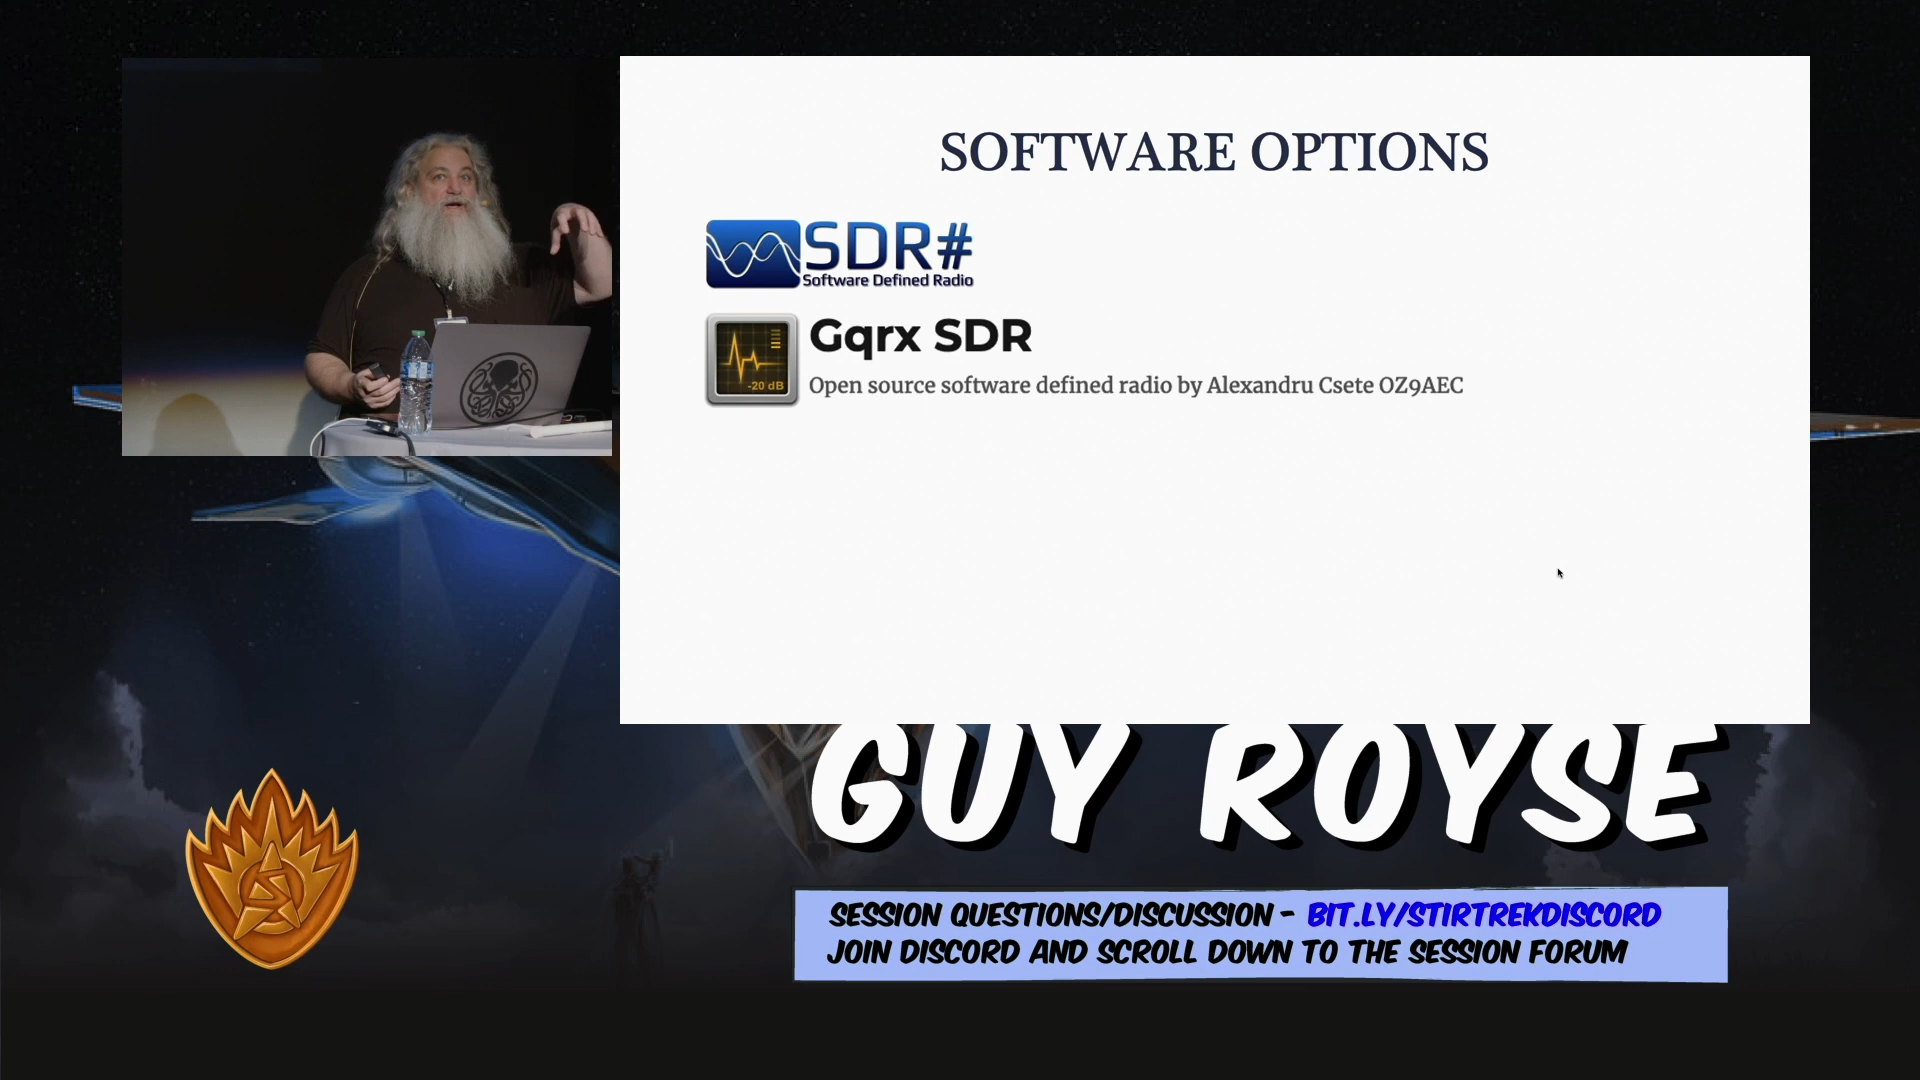 SOFTWARE OPTIONS
SDR#
Software Defined Radio
Gqrx SDR
-20 dB
Open source software defined radio by Alexandru Csete OZ9AEC
GUY ROYSE
SESSION QUESTIONS/DISCUSSION - BIT.LY/STIRTREKDISCORD
JOIN DISCORD AND SCROLL DOWN TO THE SESSION FORUM